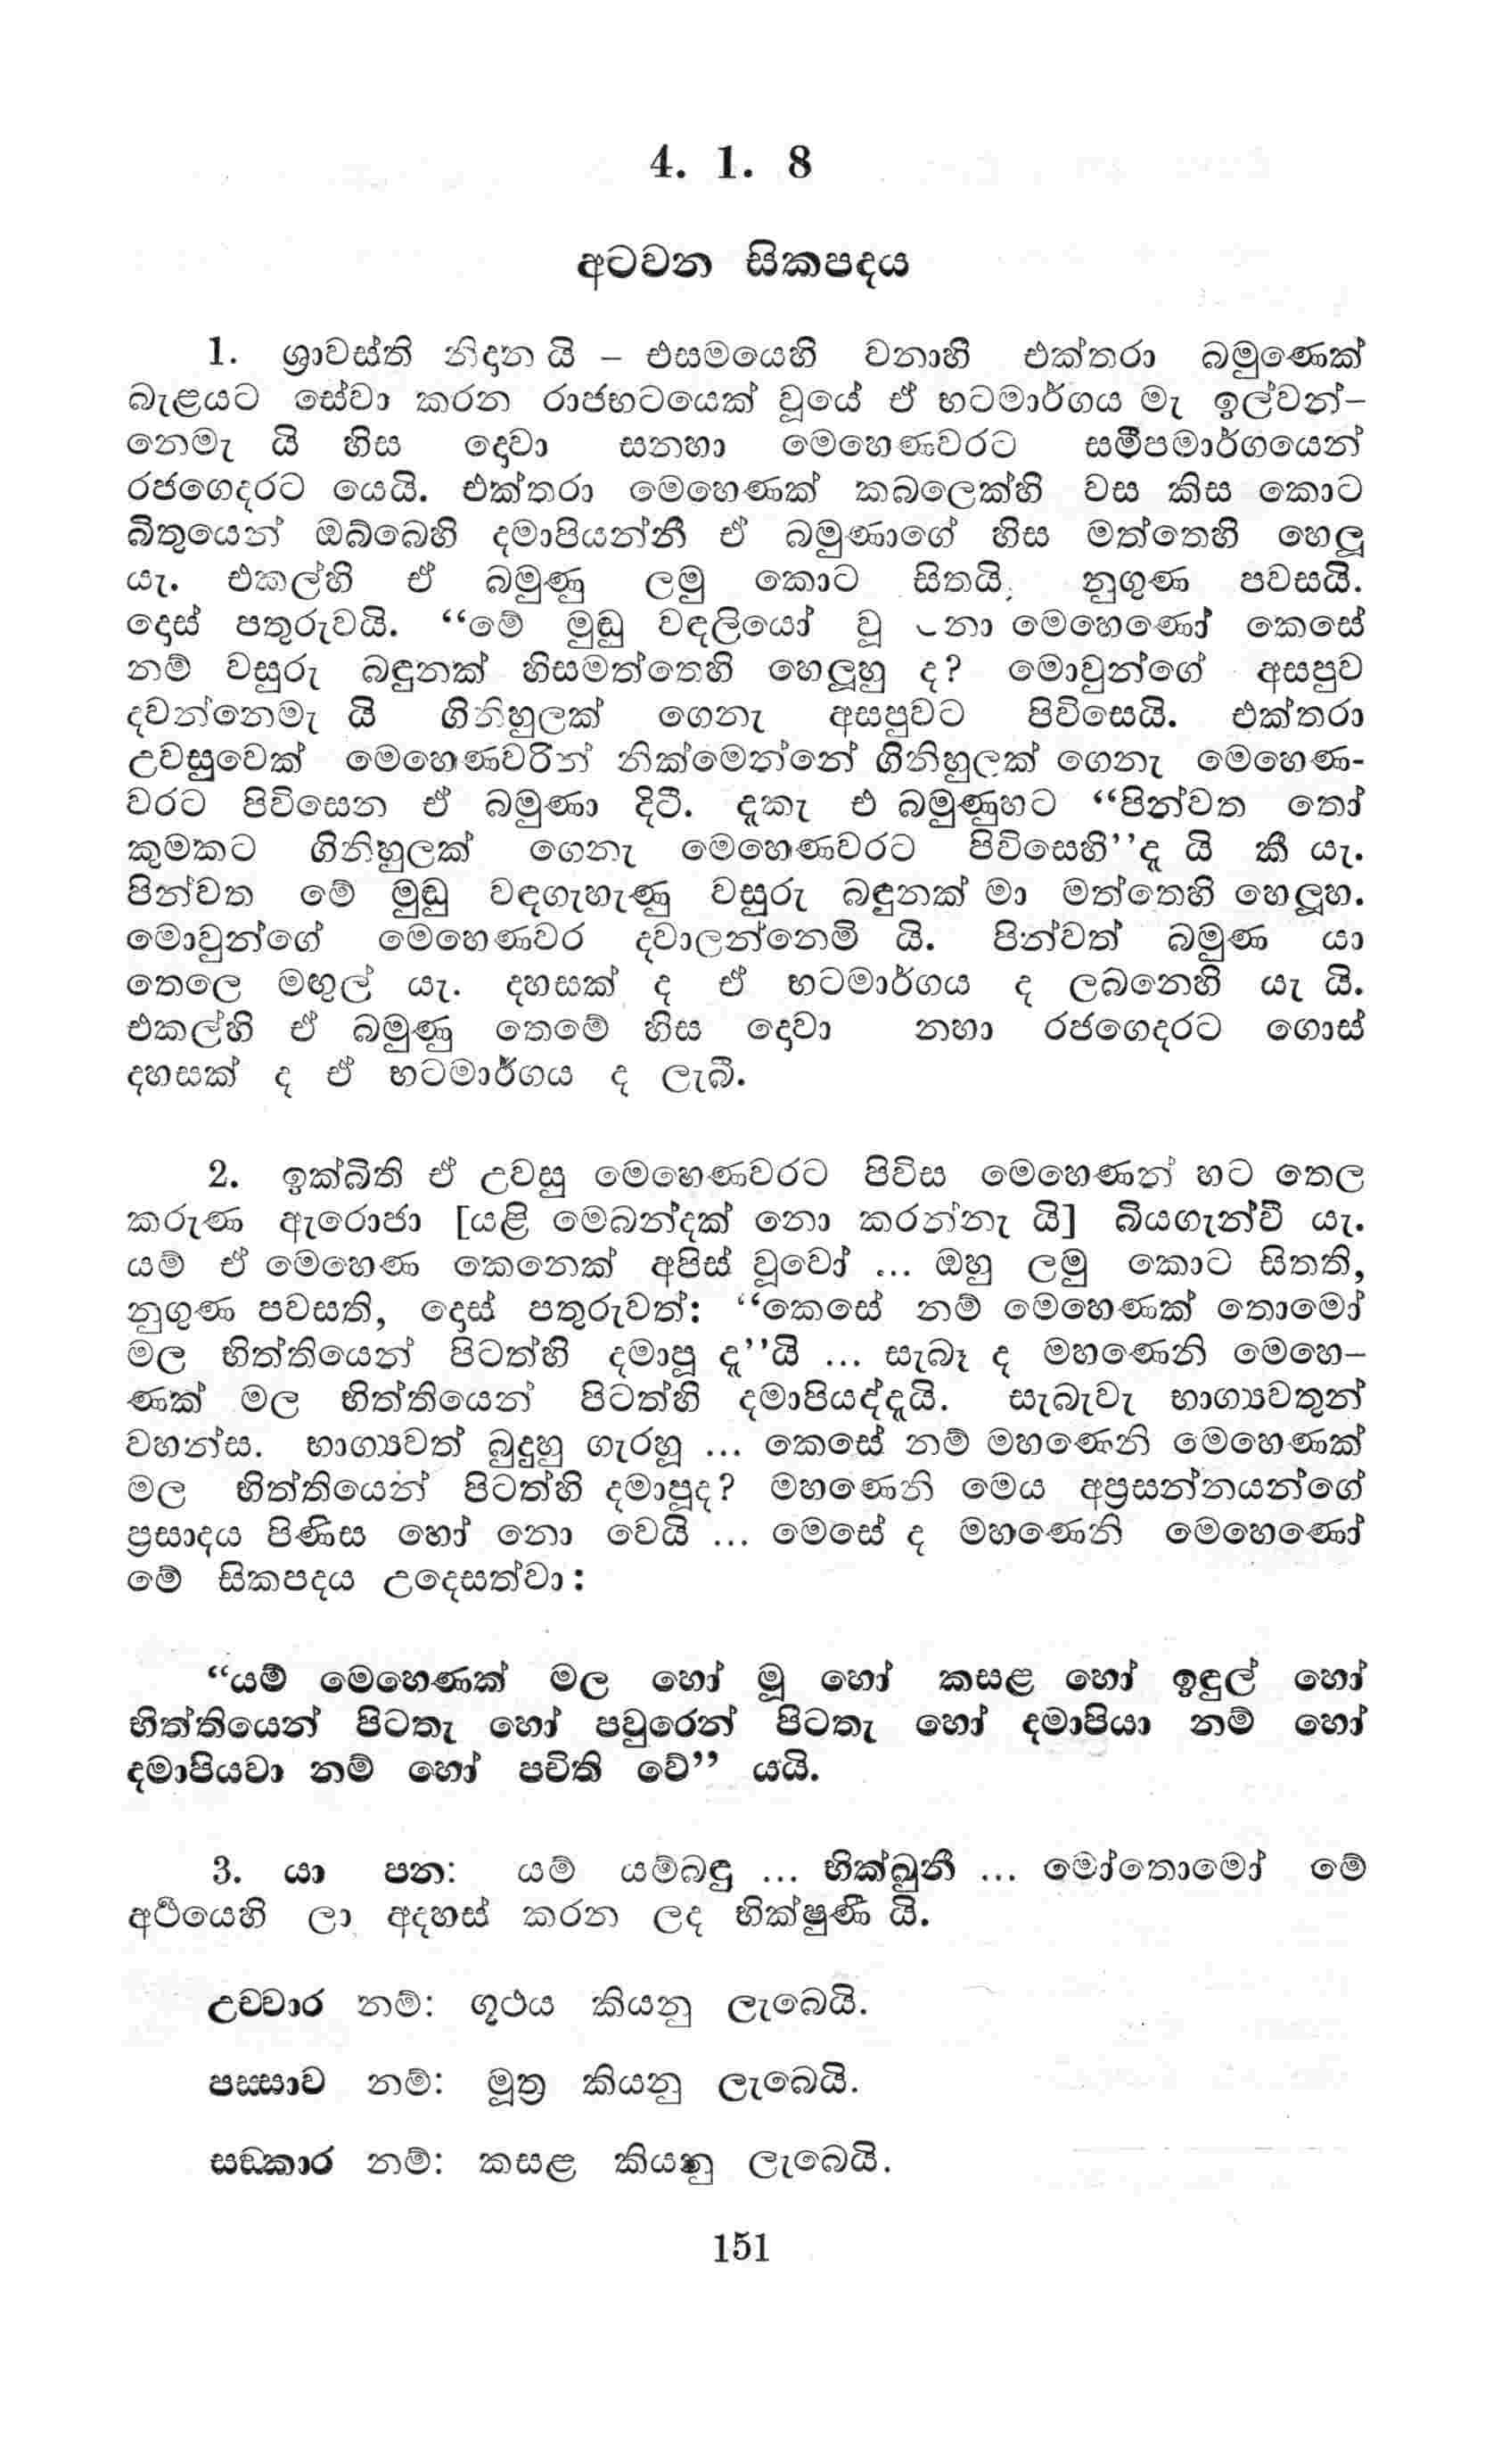 4. 1. 8
අටවන සිකපදය
1. ශ්‍රාවස්ති නිදාන යි – එසමයෙහි වනාහී එක්තරා බමුණෙක්
බැළයට සේවා කරන රාජභටයෙක් වූයේ ඒ භටමාර්ගය මැ ඉල්වන්–
නෙමැ යි හිස දෙවා සනහා මෙහෙණවරට සමීපමාර්ගයෙන්
රජගෙදරට යෙයි. එක්තරා මෙහෙණක් කබලෙක්හි වස කිස කොට
බිතුයෙන් ඔබ්බෙහි දමාපියන්නී ඒ බමුණාගේ හිස මත්තෙහි හෙලූ
යැ. එකල්හි ඒ බමුණු ලමු කොට සිතයි, නුගුණ පවසයි.
දොස් පතුරුවයි. “මේ මුඬු වඳලියෝ වූ නා මෙහෙණෝ කෙසේ
නම් වසුරු බඳුනක් හිසමත්තෙහි හෙලූහු ද? මොවුන්ගේ අසපුව
දවන්නෙමැ යි ගිනිහුලක් ගෙනැ අසපුවට පිවිසෙයි. එක්තරා
උවසුවෙක් මෙහෙණවරින් නික්මෙන්නේ ගිනිහුලක් ගෙනැ මෙහෙණ-
වරට පිවිසෙන ඒ බමුණා දිටී. දැකැ එ බමුණුහට “පින්වත තෝ
කුමකට ගිනිහුලක් ගෙනැ මෙහෙණවරට පිවිසෙහි”දැ යි කී යැ.
පින්වත මේ මුඬු වඳගැහැණු වසුරු බඳුනක් මා මත්තෙහි හෙලූහ.
මොවුන්ගේ මෙහෙණවර දවාලන්නෙමි යි. පින්වත් බමුණ යා
තෙලෙ මඟුල් යැ. දහසක් ද ඒ භටමාර්ගය ද ලබනෙහි යැ යි.
එකල්හි ඒ බමුණු තෙමේ හිස දෙවා නහා රජගෙදරට ගොස්
දහසක් ද ඒ භටමාර්ගය ද ලැබී.
2. ඉක්බිති ඒ උවසු මෙහෙණවරට පිවිස මෙහෙණන් හට තෙල
කරුණ ඇරොජා [යළි මෙබන්දක් නො කරන්නැ යි] බියගැන්වී යැ.
යම් ඒ මෙහෙණ කෙනෙක් අපිස් වූවෝ ... ඔහු ලමු කොට සිතති,
නුගුණ පවසති, දොස් පතුරුවත්: “කෙසේ නම් මෙහෙණක් තොමෝ
මල භිත්තියෙන් පිටත්හි දමාපූ දැ”යි ... සැබෑ ද මහණෙනි මෙහෙ–
ණක් මල භිත්තියෙන් පිටත්හි දමාපියද්දැයි. සැබැවැ භාග්‍යවතුන්
වහන්ස. භාග්‍යවත් බුදුහු ගැරහූ ... කෙසේ නම් මහණෙනි මෙහෙණක්
මල භිත්තියෙන් පිටත්හි දමාපූද? මහණෙනි මෙය අප්‍රසන්නයන්ගේ
ප්‍රසාදය පිණිස හෝ නො වෙයි ... මෙසේ ද මහණෙනි මෙහෙණෝ
මේ සිකපදය උදෙසත්වා:
“යම් මෙහෙණක් මල හෝ මූ හෝ කසළ හෝ ඉඳුල් හෝ
භිත්තියෙන් පිටතැ හෝ පවුරෙන් පිටතැ හෝ දමාපියා නම් හෝ
දමාපියවා නම් හෝ පචිති වේ” යයි.
3. යා පන: යම් යම්බඳු ... භික්ඛුනී ... මෝතොමෝ මේ
අර්‍ථයෙහි ලා අදහස් කරන ලද භික්ෂුණී යි.
උච්චාර නම්: ගූථය කියනු ලැබෙයි.
පස්සාව නම්: මූත්‍ර කියනු ලැබෙයි.
සඞ්කාර නම්: කසළ කියනු ලැබෙයි.
151